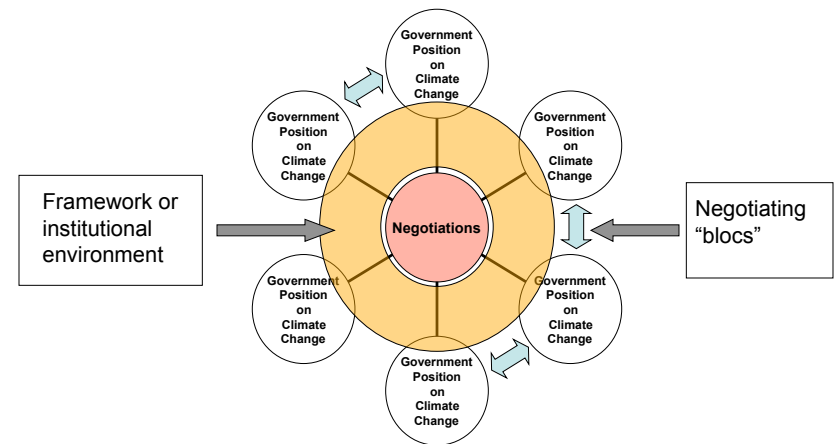 Government
Position
on
Climate
Change
Government
Position
on
Climate
Change
Government
Position
on
Climate
Change
Framework or
institutional
environment
Negotiations
Negotiating
“blocs”
Government
Position
on
Climate
Change
Government
Position
on
Climate
Change
Government
Position
on
Climate
Change